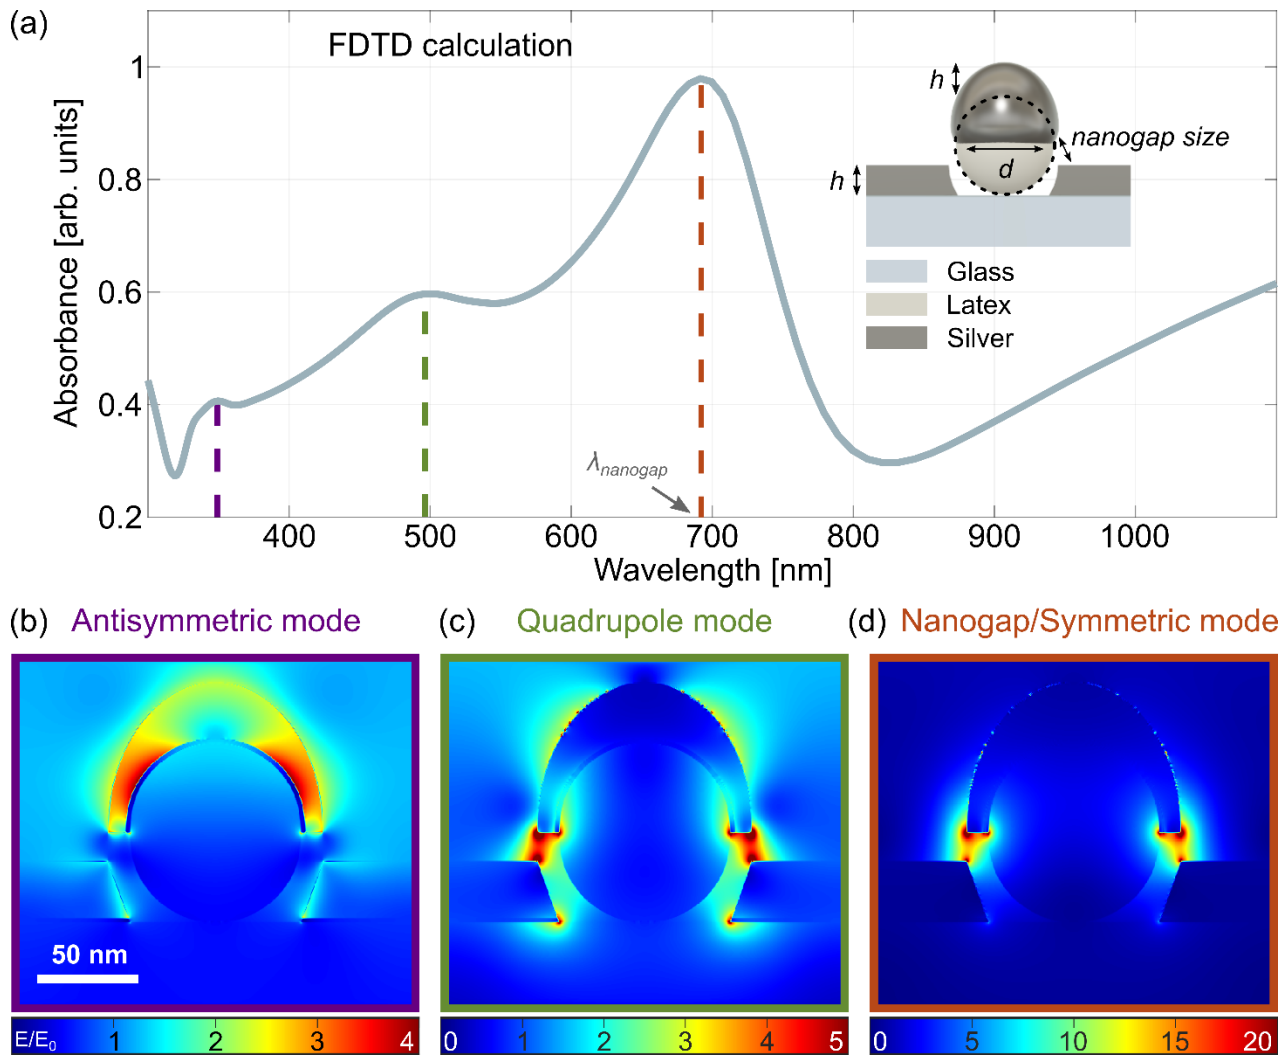 (a)
FDTD calculation
Absorbance [arb. units]
1
0.8
0.6
0.4
0.2
400
500
600
700
800
900
1000
Wavelength [nm]
λnanogap
h
nanogap size
d
h
Glass
Latex
Silver
(b) Antisymmetric mode
(c) Quadrupole mode
(d) Nanogap/Symmetric mode
50 nm
E/E0 1 2 3 4
0 1 2 3 4 5
0 5 10 15 20